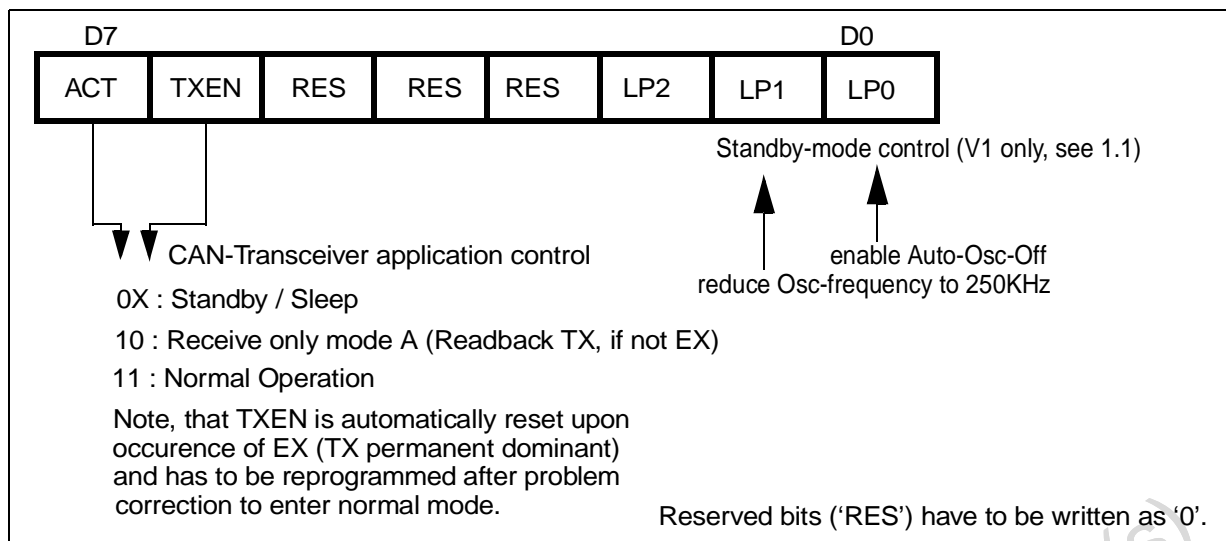 D7 D0
ACT TXEN RES RES RES LP2 LP1 LP0
Standby-mode control (V1 only, see 1.1)
CAN-Transceiver application control
enable Auto-Osc-Off
reduce Osc-frequency to 250KHz
0X : Standby / Sleep
10 : Receive only mode A (Readback TX, if not EX)
11 : Normal Operation
Note, that TXEN is automatically reset upon
occurence of EX (TX permanent dominant)
and has to be reprogrammed after problem
correction to enter normal mode.
Reserved bits (‘RES’) have to be written as ‘0’.